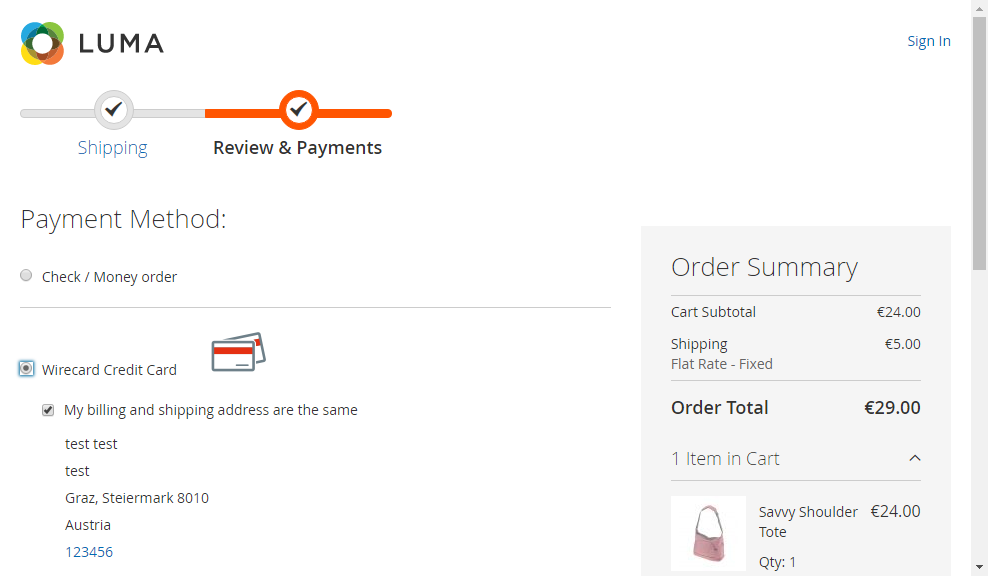 LUMA
Sign In
Shipping
Review & Payments
Payment Method:
Check / Money order
Wirecard Credit Card
My billing and shipping address are the same
test test
test
Graz, Steiermark 8010
Austria
123456
Order Summary
Cart Subtotal €24.00
Shipping €5.00
Flat Rate - Fixed
Order Total €29.00
1 Item in Cart
Savvy Shoulder €24.00
Tote
Qty: 1